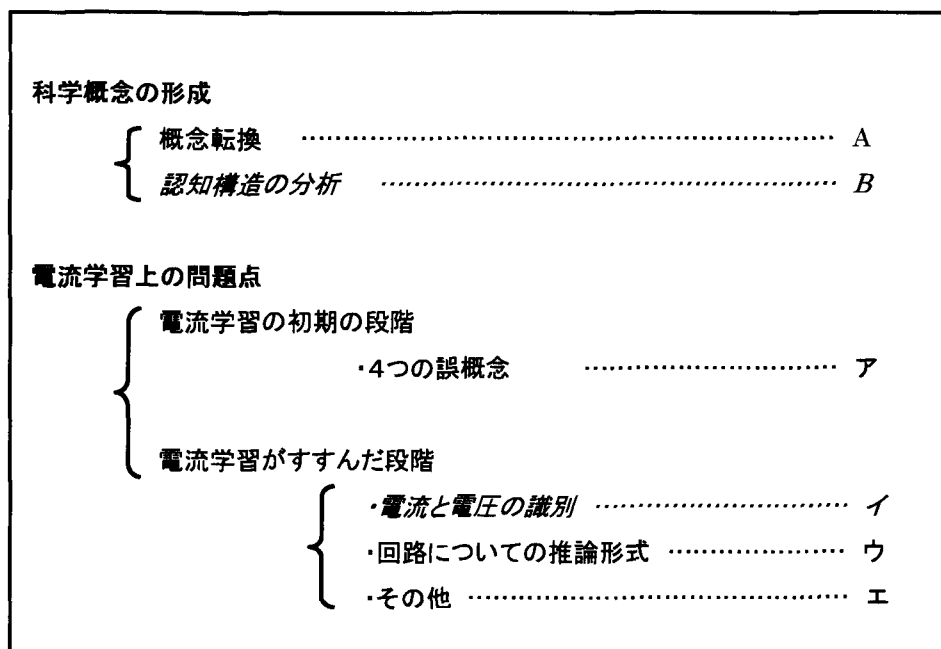 科学概念の形成
概念転換 ………………………………………………… A
認知構造の分析 ………………………………………… B
電流学習上の問題点
電流学習の初期の段階
・4つの誤概念 ………………………… ア
電流学習がすすんだ段階
・電流と電圧の識別 ……………………… イ
・回路についての推論形式 ………………… ウ
・その他 …………………………………… エ